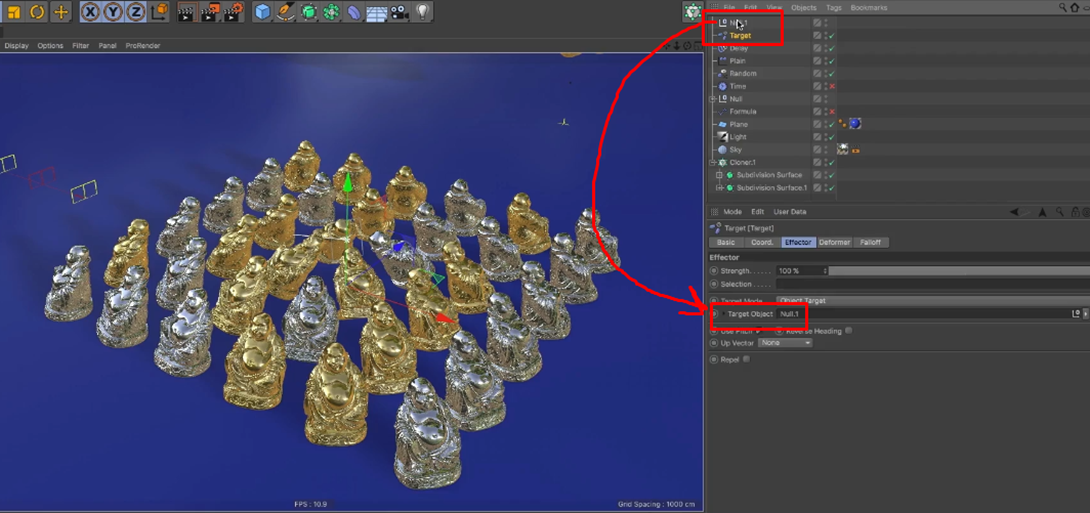 X Y Z
File Edit View Objects Tags Bookmarks
Display Options Filter Panel ProRender
Target
Delay
Plain
Random
Time
Null
Formula
Plane
Light
Sky
Cloner.1
Subdivision Surface
Subdivision Surface.1
Mode Edit User Data
Target [Target]
Basic Coord. Effector Deformer Falloff
Effector
Strength...... 100 %
Selection
Target Mode Object Target
Target Object Null.1
Use Pitch Reverse Heading
Up Vector None
Repel
FPS : 10.9
Grid Spacing : 1000 cm